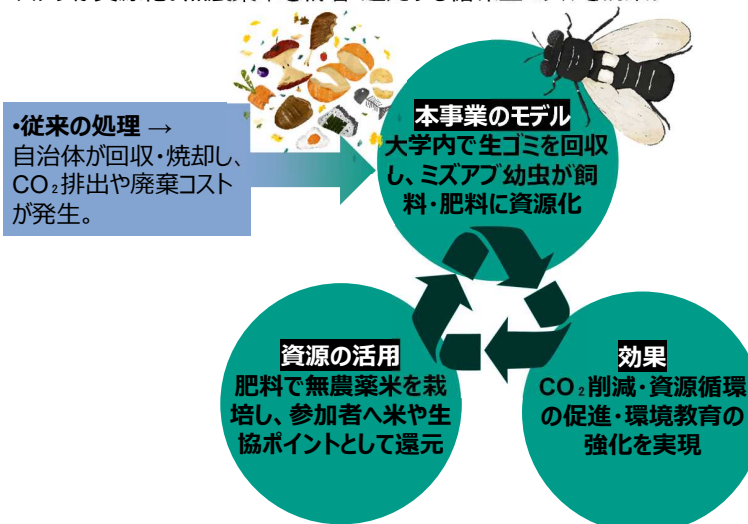 •従来の処理 →
自治体が回収・焼却し、
CO₂排出や廃棄コスト
が発生。
本事業のモデル
大学内で生ゴミを回収
し、ミズアブ幼虫が飼
料・肥料に資源化
資源の活用
肥料で無農薬米を栽
培し、参加者へ米や生
協ポイントとして還元
効果
CO₂削減・資源循環
の促進・環境教育の
強化を実現